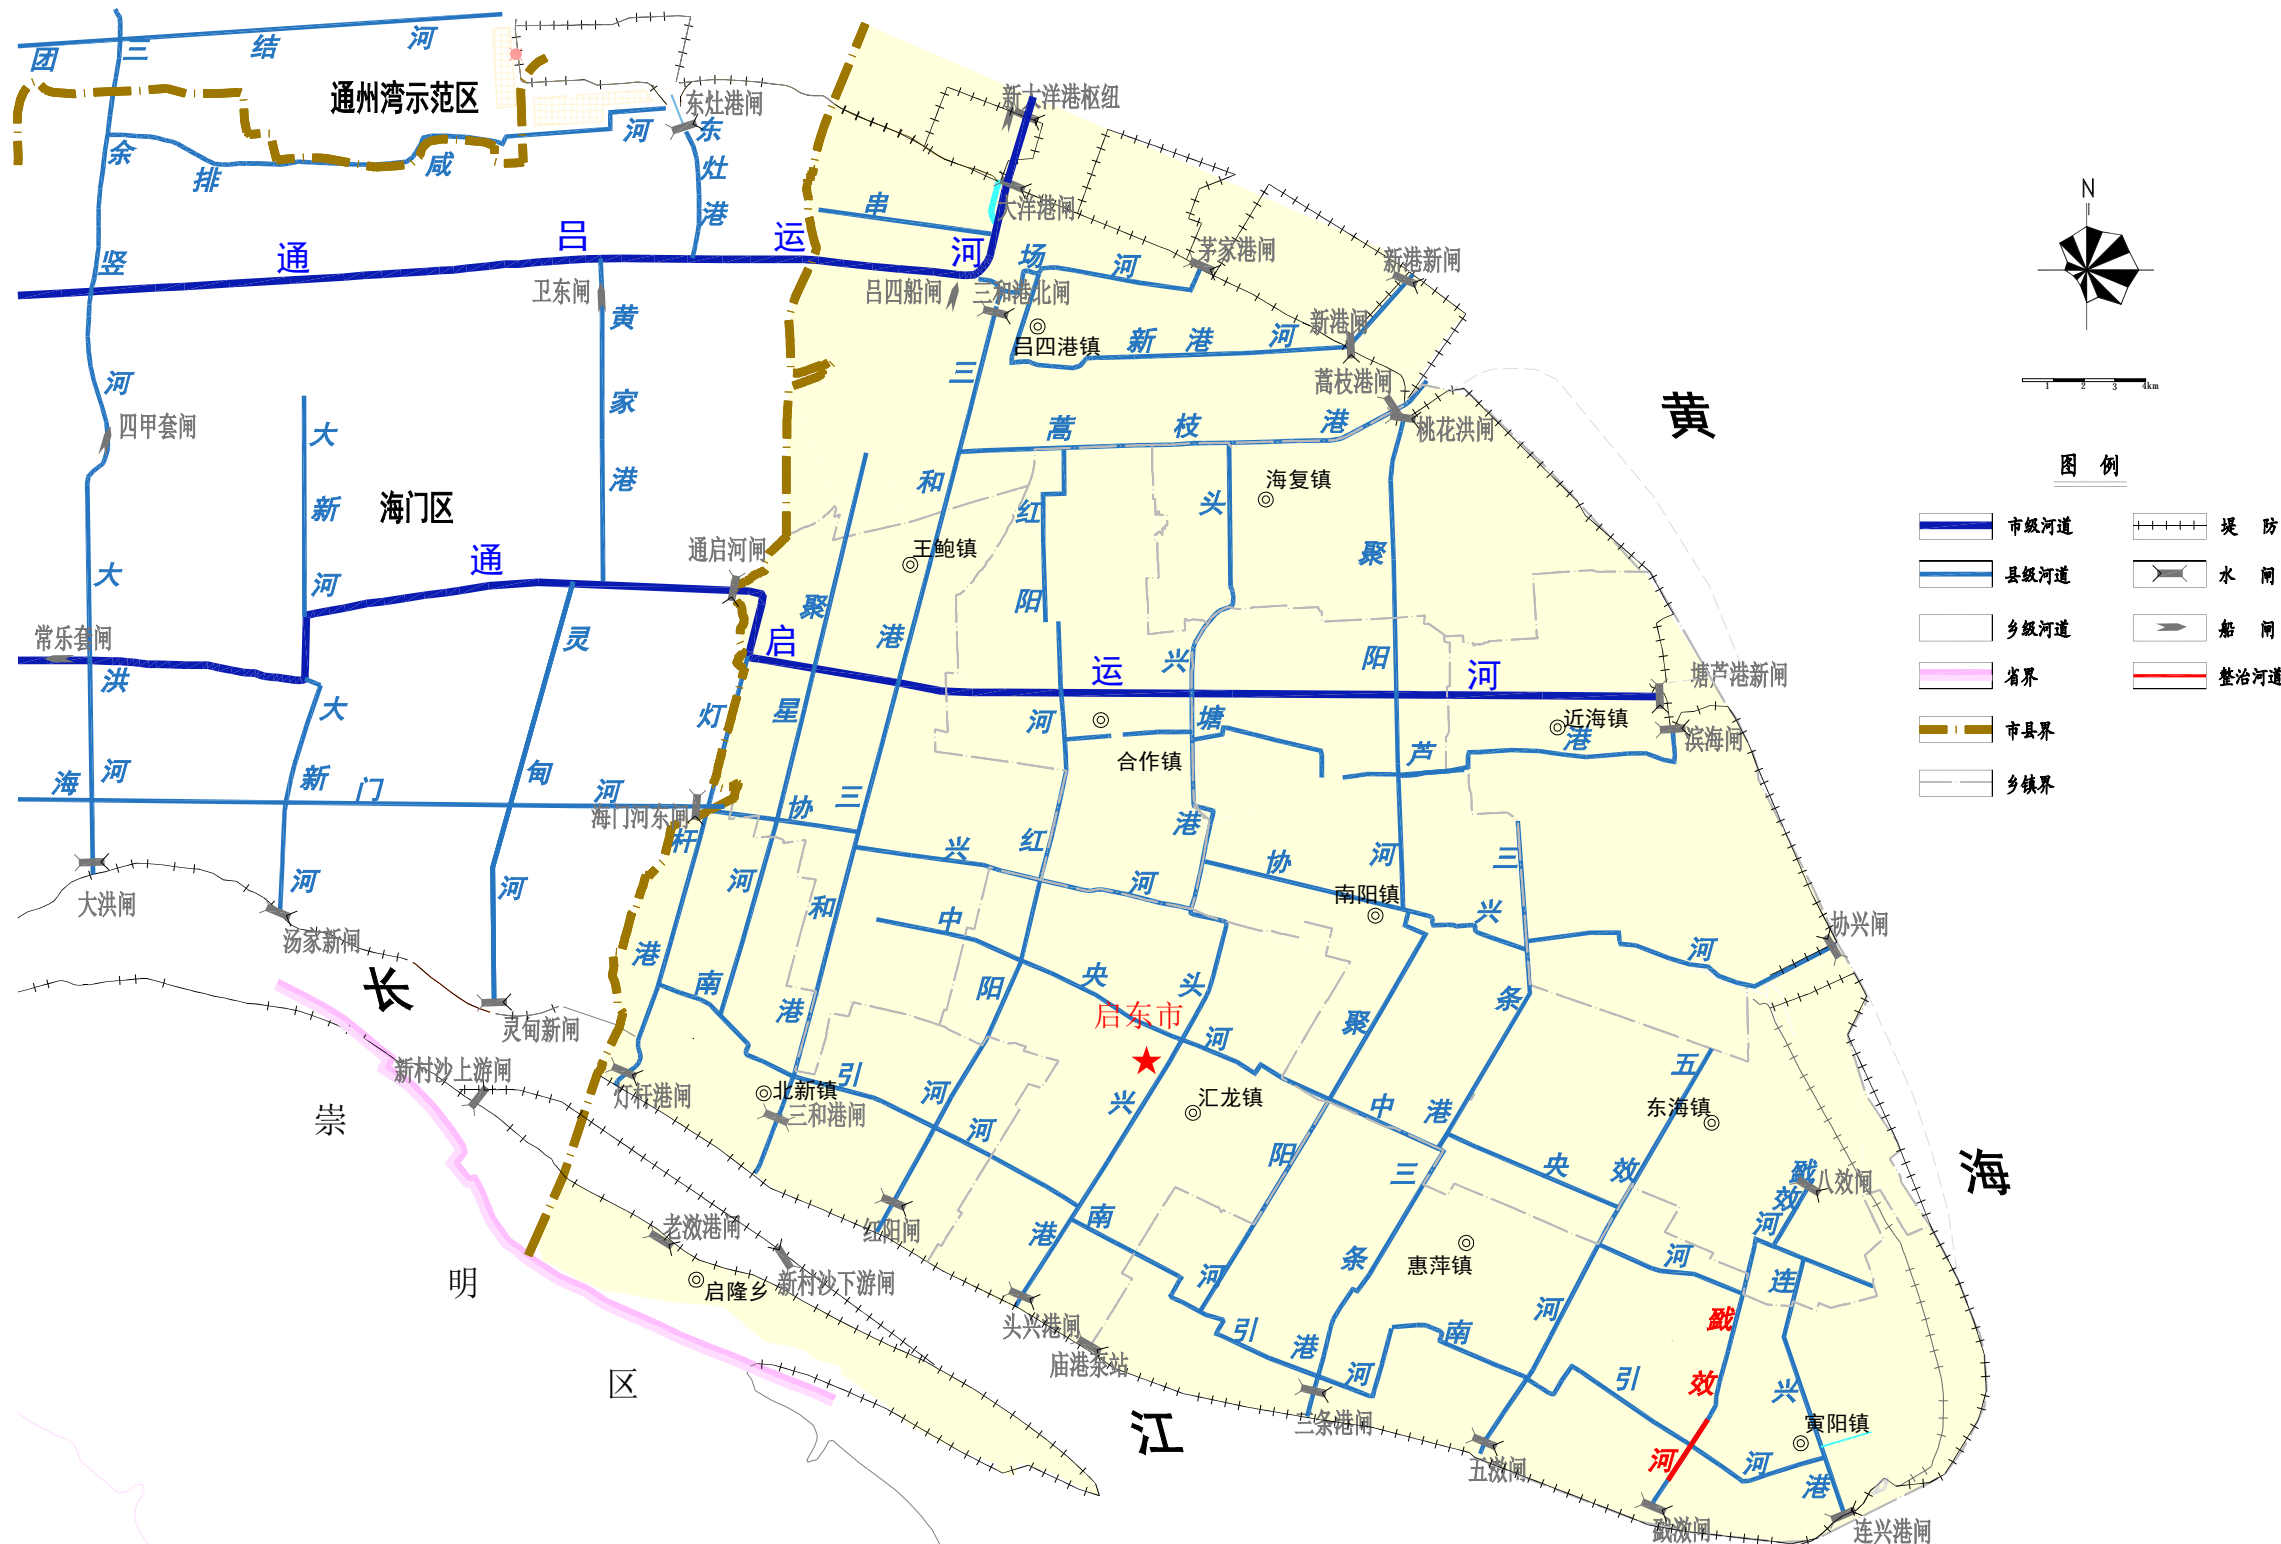 团结河
三余竖河
通州湾示范区
排咸河
东灶港闸
东灶港
新大洋港枢纽
大洋港闸
通吕运河
串场河
茅家港闸
新港新闸
卫东闸
吕四船闸
三和港北闸
吕四港镇
新港河
新港闸
黄家港
四甲套闸
蒿枝港闸
桃花洪闸
蒿枝港
黄海
N
1 2 3 4km
图 例
市级河道
堤 防
县级河道
水 闸
乡级河道
船 闸
省界
整治河道
市县界
乡镇界
海门区
大新河
通启河闸
王鲍镇
海复镇
通启运河
常乐套闸
大洪河
大新河
灵甸河
聚星河
三和港
红阳河
头兴港
聚阳河
塘芦港新闸
近海镇
滨海闸
塘芦港
合作镇
海门河
海门河东闸
灯杆港
协兴河
三和港
红阳河
南阳镇
协兴河
三条港
协兴闸
大洪闸
汤家新闸
灵甸新闸
长江
中央河
启东市
头兴港
聚阳河
南引河
北新镇
灯杆港闸
三和港闸
新村沙上游闸
汇龙镇
中央河
五效河
东海镇
戤效河
八效闸
崇明区
老滧港闸
启隆乡
新村沙下游闸
红阳闸
头兴港闸
庙港泵站
南引河
三条港
三条港闸
惠萍镇
南引河
五滧闸
戤效河
连兴港
寅阳镇
戤滧闸
连兴港闸